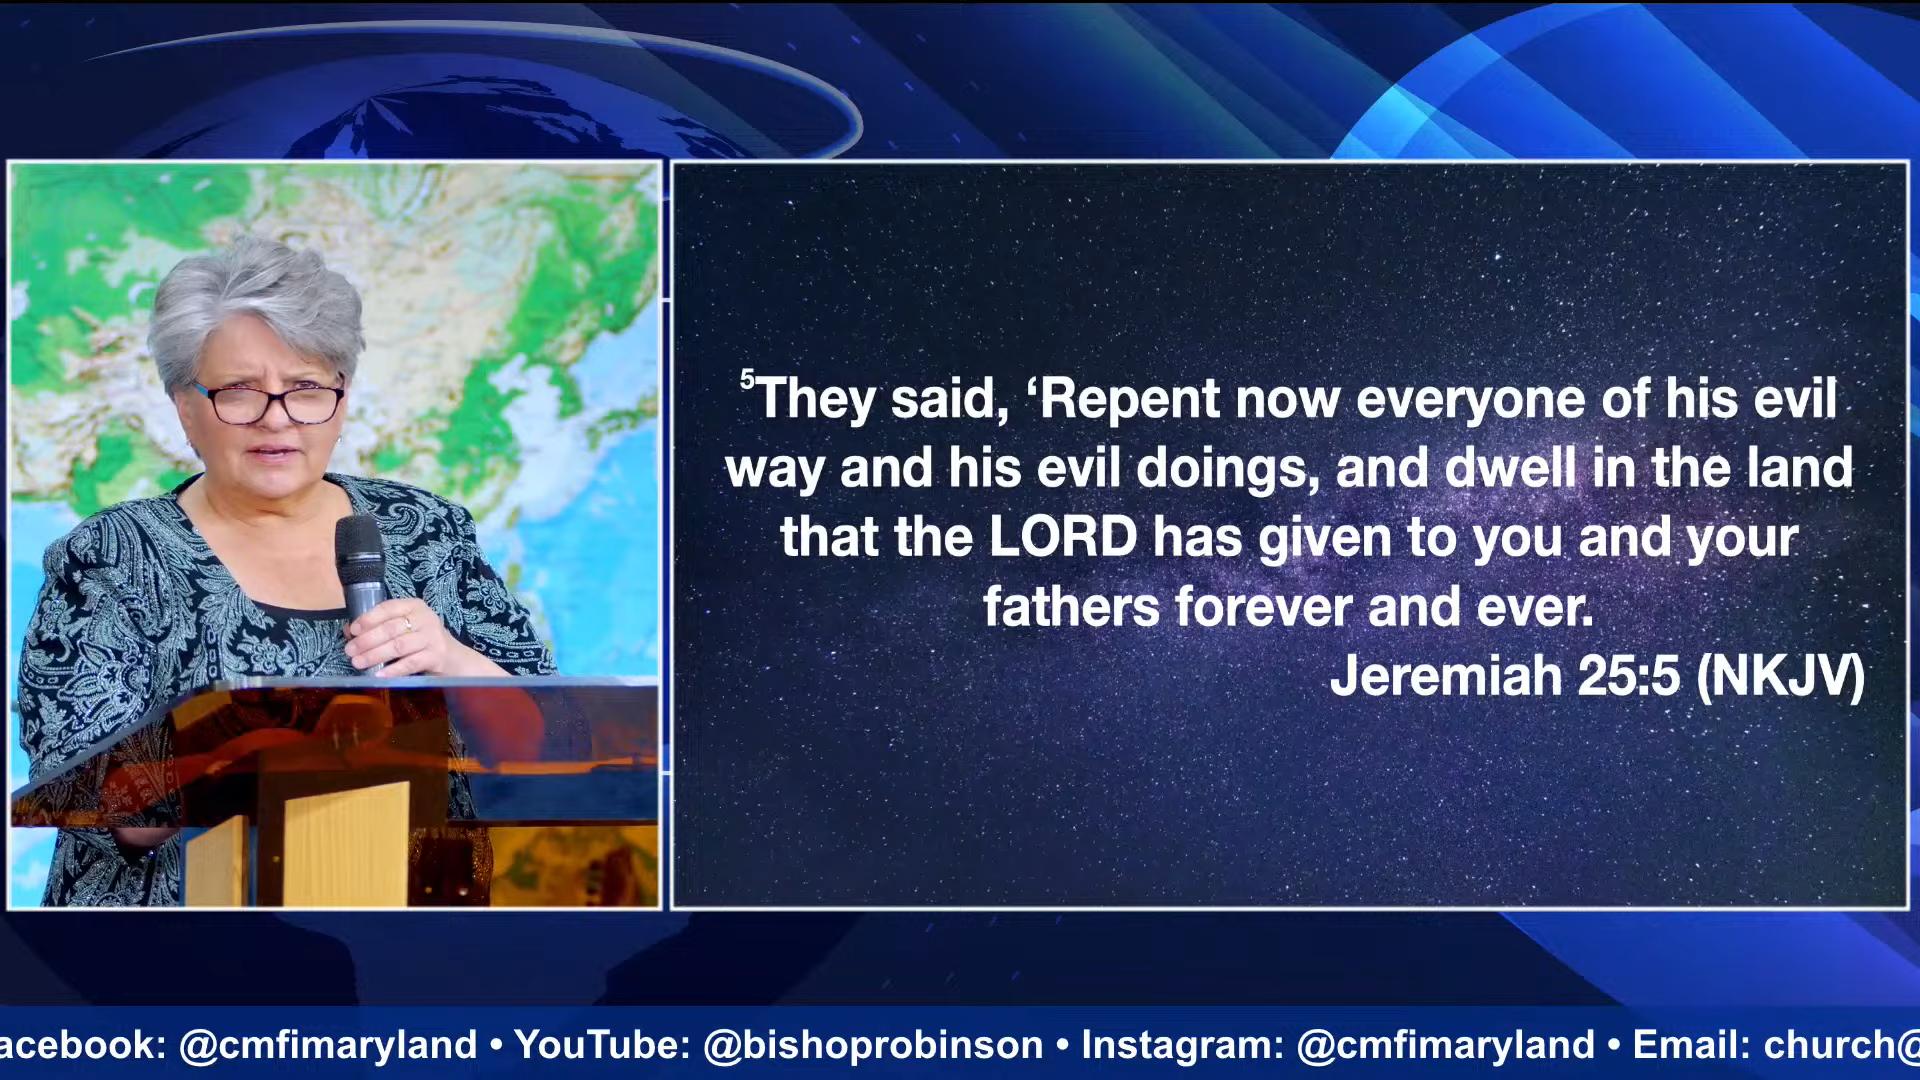 ⁵They said, ‘Repent now everyone of his evil
way and his evil doings, and dwell in the land
that the LORD has given to you and your
fathers forever and ever.
Jeremiah 25:5 (NKJV)
acebook: @cmfimaryland • YouTube: @bishoprobinson • Instagram: @cmfimaryland • Email: church@